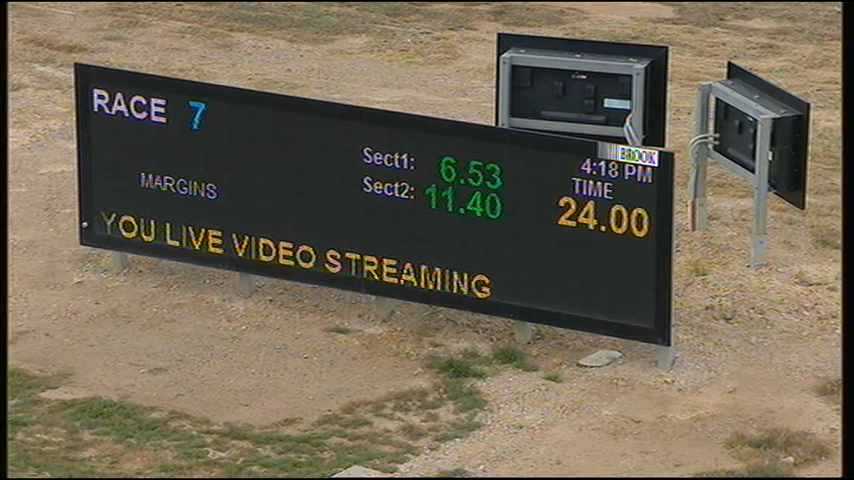 RACE 7
BROOK
Sect1: 6.53
4:18 PM
MARGINS
Sect2: 11.40
TIME
24.00
YOU LIVE VIDEO STREAMING